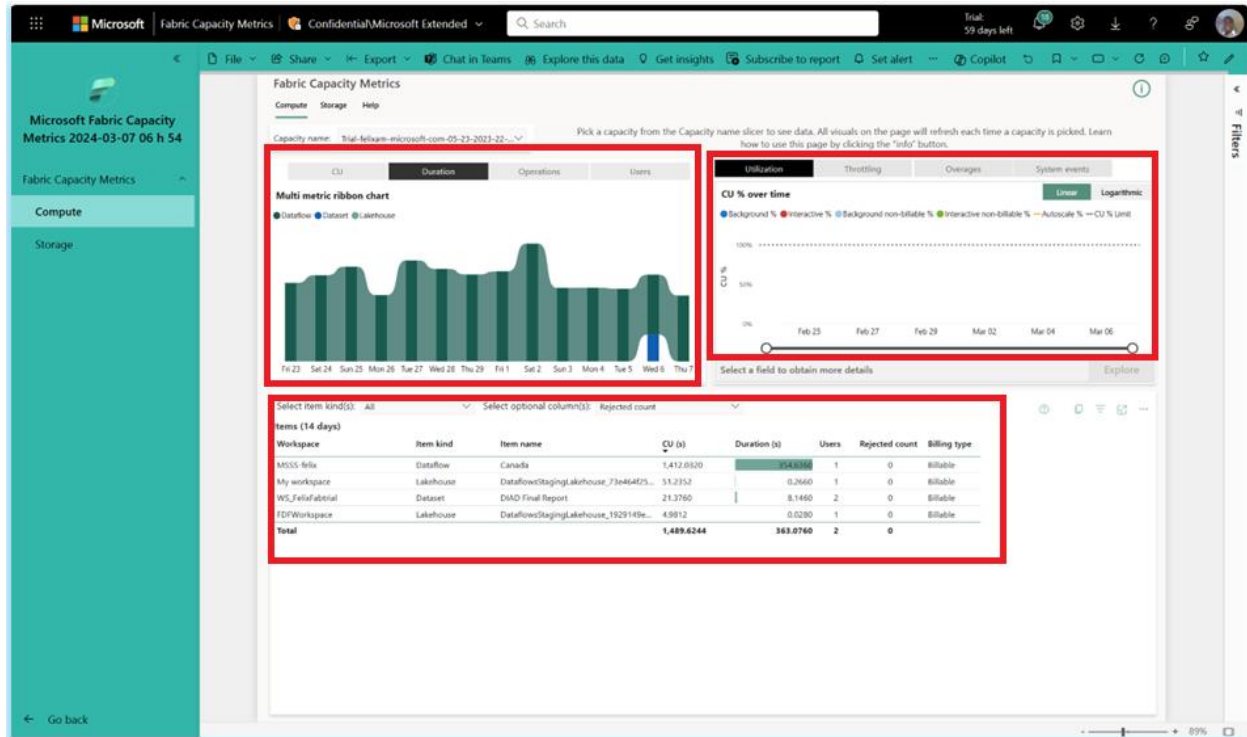 Microsoft Fabric Capacity Metrics Confidential\Microsoft Extended Search Trial: 59 days left
File Share Export Chat in Teams Explore this data Get insights Subscribe to report Set alert ... Copilot
Microsoft Fabric Capacity Metrics 2024-03-07 06 h 54
Fabric Capacity Metrics
Compute
Storage
Go back
Filters
Fabric Capacity Metrics
Compute Storage Help
Capacity name: Trial-felixam-microsoft-com-05-23-2023-22-...
Pick a capacity from the Capacity name slicer to see data. All visuals on the page will refresh each time a capacity is picked. Learn
how to use this page by clicking the "info" button.
CU Duration Operations Users
Multi metric ribbon chart
Dataflow Dataset Lakehouse
Fri 23 Sat 24 Sun 25 Mon 26 Tue 27 Wed 28 Thu 29 Fri 1 Sat 2 Sun 3 Mon 4 Tue 5 Wed 6 Thu 7
Utilization Throttling Overages System events
CU % over time Linear Logarithmic
Background % Interactive % Background non-billable % Interactive non-billable % Autoscale % CU % Limit
CU %
100%
50%
0%
Feb 25 Feb 27 Feb 29 Mar 02 Mar 04 Mar 06
Select a field to obtain more details Explore
Select item kind(s): All Select optional column(s): Rejected count
Items (14 days)
Workspace Item kind Item name CU (s) Duration (s) Users Rejected count Billing type
MSSS-felix Dataflow Canada 1,412.0320 354.6360 1 0 Billable
My workspace Lakehouse DataflowsStagingLakehouse_73e464f25... 51.2352 0.2660 1 0 Billable
WS_FelixFabtrial Dataset DIAD Final Report 21.3760 8.1460 2 0 Billable
FDFWorkspace Lakehouse DataflowsStagingLakehouse_1929149e... 4.9812 0.0280 1 0 Billable
Total 1,489.6244 363.0760 2 0
89%